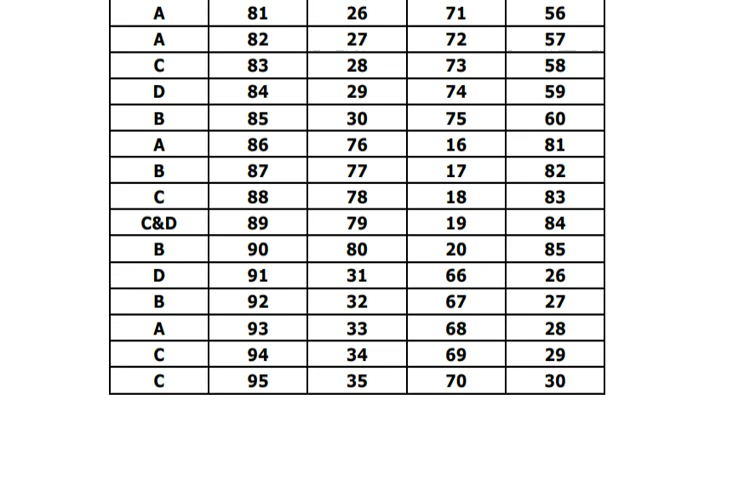 A 81 26 71 56
A 82 27 72 57
C 83 28 73 58
D 84 29 74 59
B 85 30 75 60
A 86 76 16 81
B 87 77 17 82
C 88 78 18 83
C&D 89 79 19 84
B 90 80 20 85
D 91 31 66 26
B 92 32 67 27
A 93 33 68 28
C 94 34 69 29
C 95 35 70 30